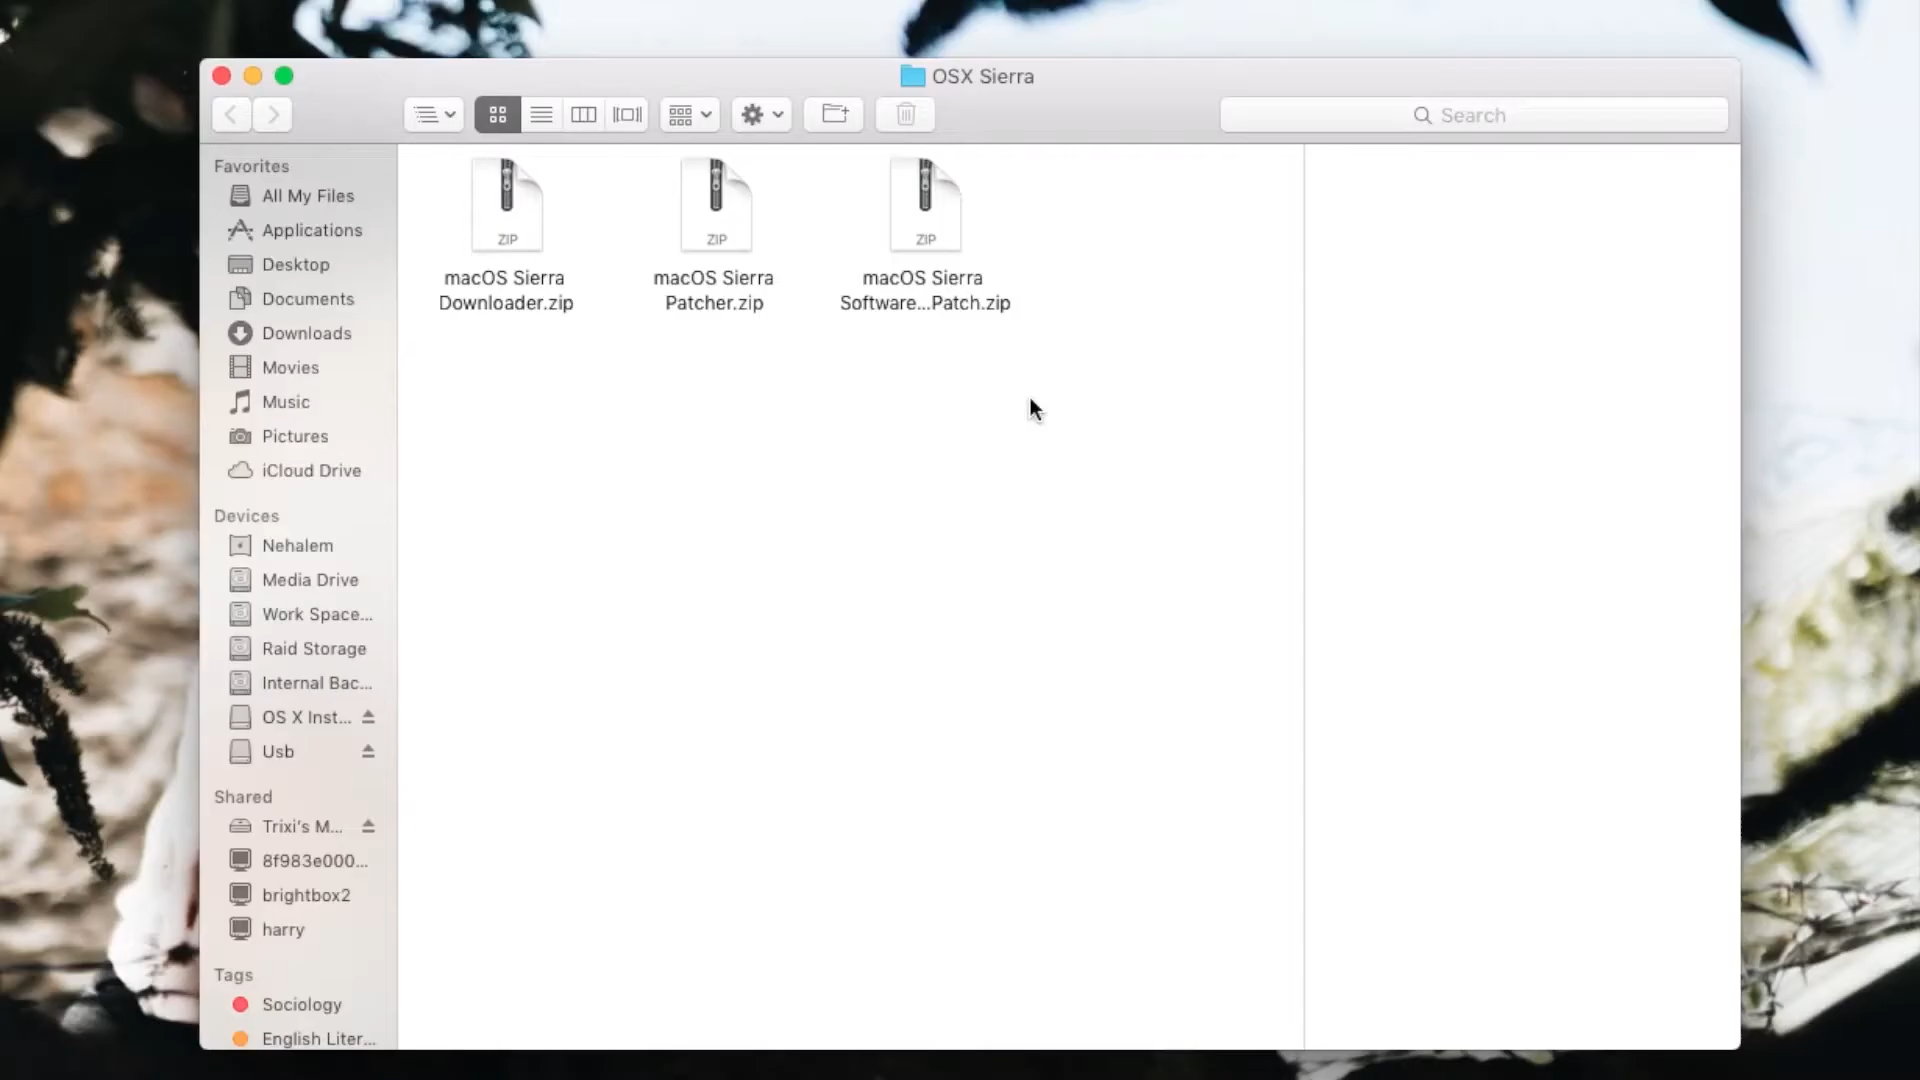 OSX Sierra
Search
Favorites
All My Files
Applications
Desktop
Documents
Downloads
Movies
Music
Pictures
iCloud Drive
Devices
Nehalem
Media Drive
Work Space...
Raid Storage
Internal Bac...
OS X Inst...
Usb
Shared
Trixi's M...
8f983e000...
brightbox2
harry
Tags
Sociology
English Liter...
ZIP
macOS Sierra
Downloader.zip
ZIP
macOS Sierra
Patcher.zip
ZIP
macOS Sierra
Software...Patch.zip